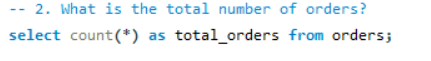 -- 2. What is the total number of orders?
select count(*) as total_orders from orders;